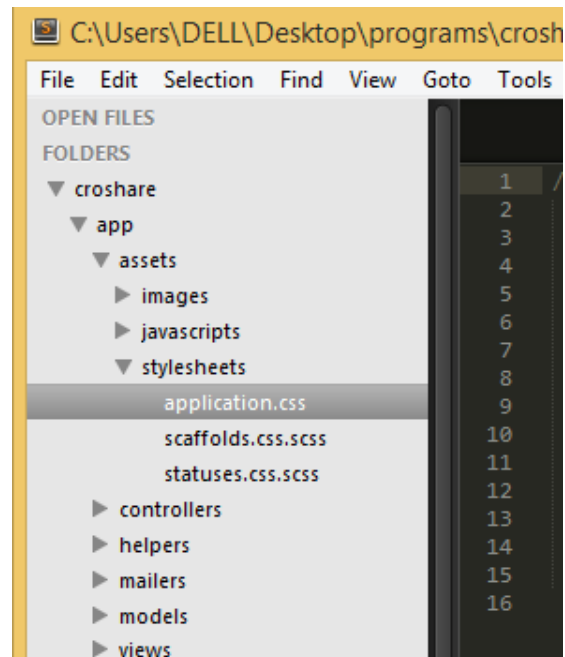 C:\Users\DELL\Desktop\programs\crosh
File Edit Selection Find View Goto Tools
OPEN FILES
FOLDERS
croshare
app
assets
images
javascripts
stylesheets
application.css
scaffolds.css.scss
statuses.css.scss
controllers
helpers
mailers
models
views
1 /
2
3
4
5
6
7
8
9
10
11
12
13
14
15
16